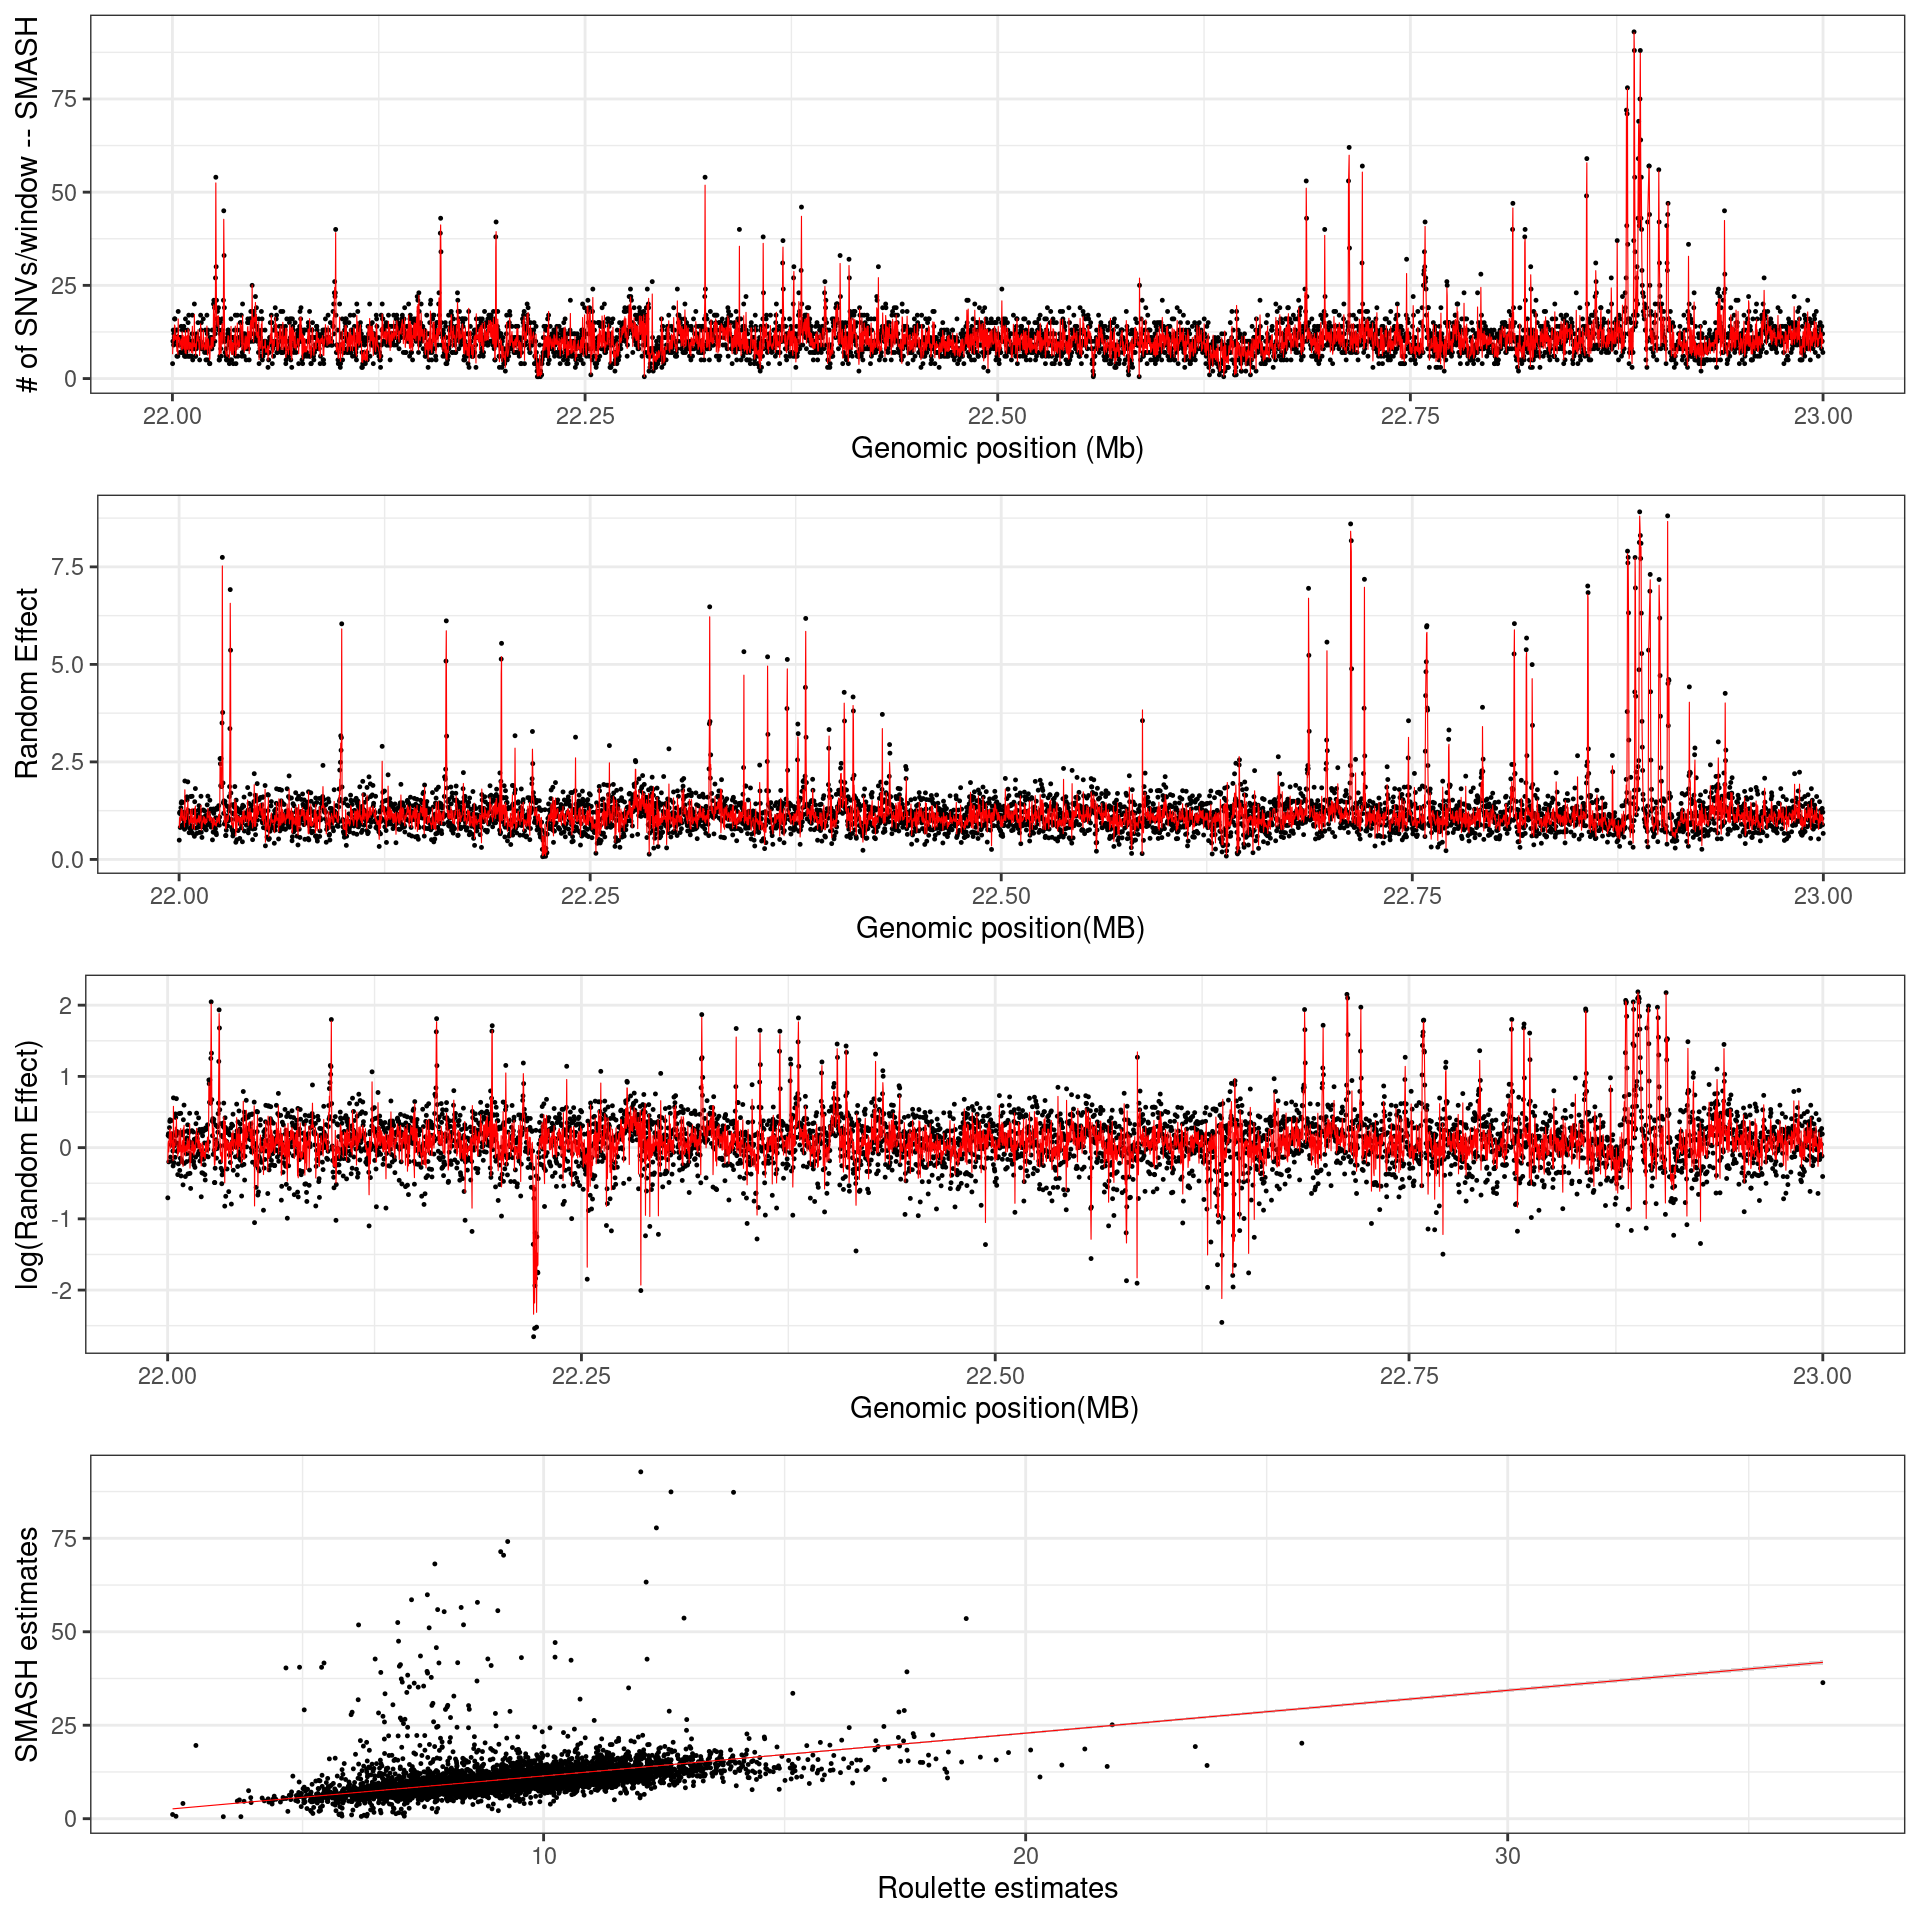 # of SNVs/window -- SMASH
75
50
25
0
22.00 22.25 22.50 22.75 23.00
Genomic position (Mb)
Random Effect
7.5
5.0
2.5
0.0
22.00 22.25 22.50 22.75 23.00
Genomic position(MB)
log(Random Effect)
2
1
0
-1
-2
22.00 22.25 22.50 22.75 23.00
Genomic position(MB)
SMASH estimates
75
50
25
0
10 20 30
Roulette estimates